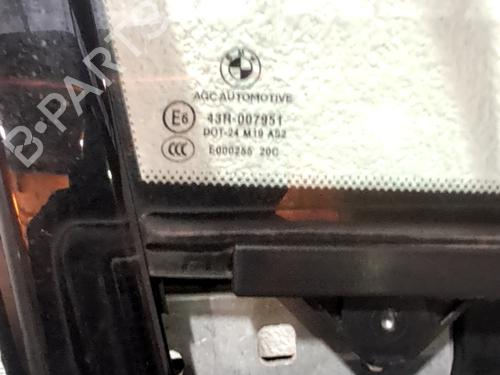 B-PARTS
AGC AUTOMOTIVE
E6 43R-007951
DOT-24 M19 AS2
CCC E000255 20C